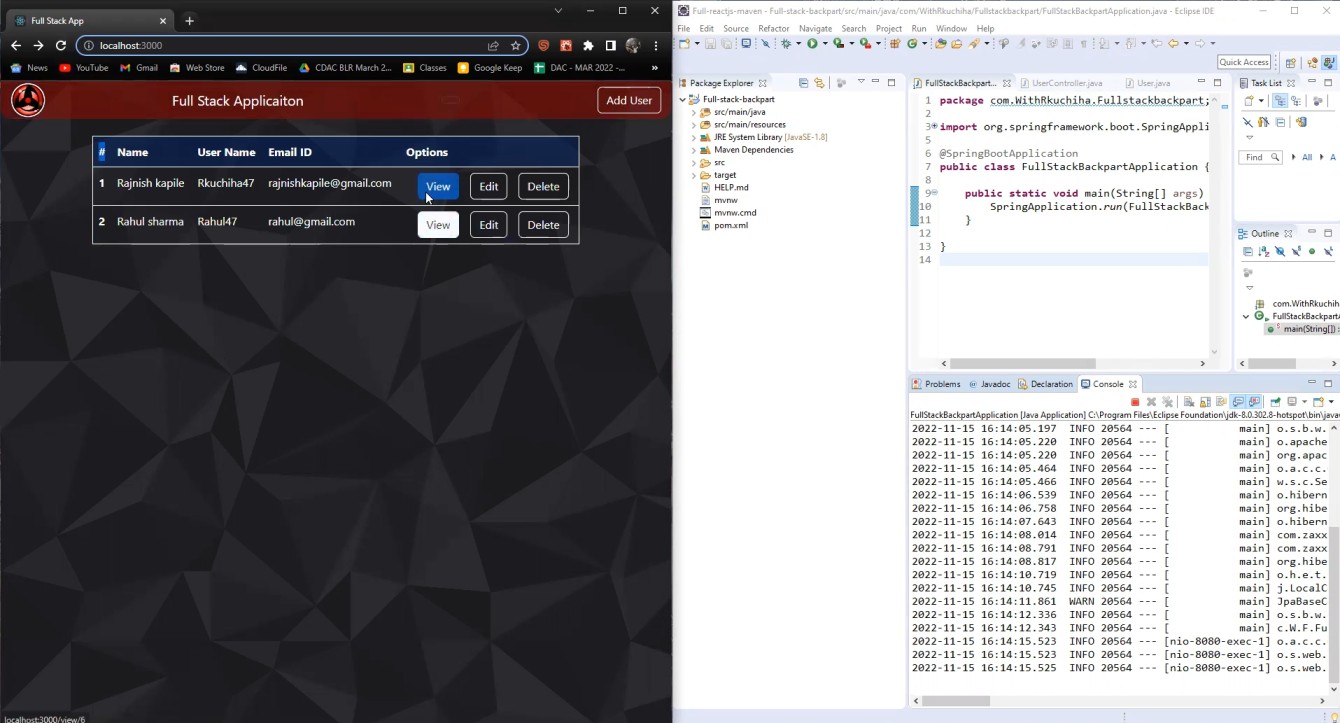 Full Stack App
localhost:3000
News YouTube Gmail Web Store CloudFile CDAC BLR March 2... Classes Google Keep DAC - MAR 2022 - ... »
Full Stack Applicaiton
Add User
# Name User Name Email ID Options
1 Rajnish kapile Rkuchiha47 rajnishkapile@gmail.com View Edit Delete
2 Rahul sharma Rahul47 rahul@gmail.com View Edit Delete
localhost:3000/view/6
Full-reactjs-maven - Full-stack-backpart/src/main/java/com/WithRkuchiha/Fullstackbackpart/FullStackBackpartApplication.java - Eclipse IDE
File Edit Source Refactor Navigate Search Project Run Window Help
Quick Access
Package Explorer
Full-stack-backpart
src/main/java
src/main/resources
JRE System Library [JavaSE-1.8]
Maven Dependencies
src
target
HELP.md
mvnw
mvnw.cmd
pom.xml
FullStackBackpart... UserController.java User.java
1 package com.WithRkuchiha.Fullstackbackpart;
2
3 import org.springframework.boot.SpringAppli
5
6 @SpringBootApplication
7 public class FullStackBackpartApplication {
8
9 public static void main(String[] args)
10 SpringApplication.run(FullStackBack
11 }
12
13 }
14
Task List
Find All A
Outline
com.WithRkuchiha
FullStackBackpartA
main(String[]) :
Problems Javadoc Declaration Console
FullStackBackpartApplication [Java Application] C:\Program Files\Eclipse Foundation\jdk-8.0.302.8-hotspot\bin\javav
2022-11-15 16:14:05.197 INFO 20564 --- [ main] o.s.b.w.
2022-11-15 16:14:05.220 INFO 20564 --- [ main] o.apache
2022-11-15 16:14:05.220 INFO 20564 --- [ main] org.apac
2022-11-15 16:14:05.464 INFO 20564 --- [ main] o.a.c.c.
2022-11-15 16:14:05.466 INFO 20564 --- [ main] w.s.c.Se
2022-11-15 16:14:06.539 INFO 20564 --- [ main] o.hibern
2022-11-15 16:14:06.758 INFO 20564 --- [ main] org.hibe
2022-11-15 16:14:07.643 INFO 20564 --- [ main] o.hibern
2022-11-15 16:14:08.014 INFO 20564 --- [ main] com.zaxx
2022-11-15 16:14:08.791 INFO 20564 --- [ main] com.zaxx
2022-11-15 16:14:08.817 INFO 20564 --- [ main] org.hibe
2022-11-15 16:14:10.719 INFO 20564 --- [ main] o.h.e.t.
2022-11-15 16:14:10.745 INFO 20564 --- [ main] j.LocalC
2022-11-15 16:14:11.861 WARN 20564 --- [ main] JpaBaseC
2022-11-15 16:14:12.336 INFO 20564 --- [ main] o.s.b.w.
2022-11-15 16:14:12.343 INFO 20564 --- [ main] c.W.F.Fu
2022-11-15 16:14:15.523 INFO 20564 --- [nio-8080-exec-1] o.a.c.c.
2022-11-15 16:14:15.523 INFO 20564 --- [nio-8080-exec-1] o.s.web.
2022-11-15 16:14:15.525 INFO 20564 --- [nio-8080-exec-1] o.s.web.